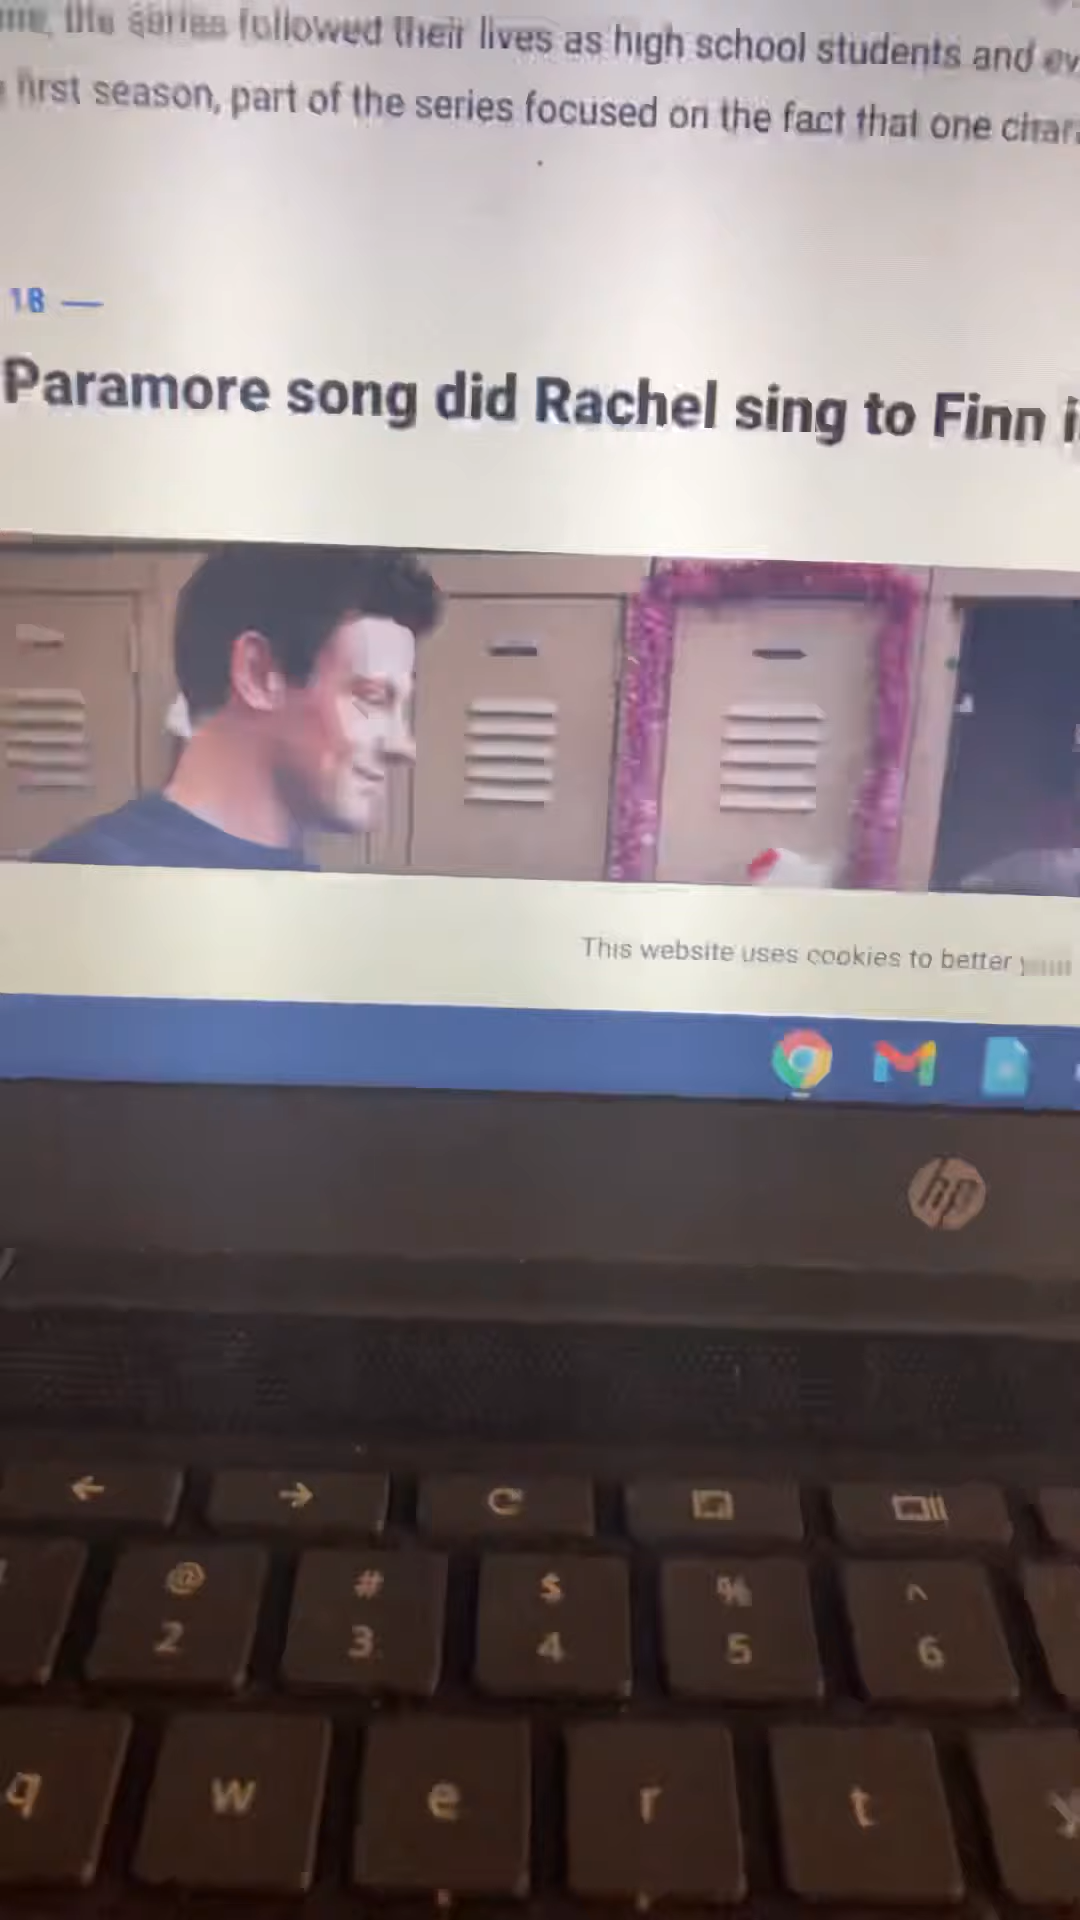 the series followed their lives as high school students and
first season, part of the series focused on the fact that one
18 —
Paramore song did Rachel sing to Finn
This website uses cookies to better
hp
@ # $ % ^
2 3 4 5 6
q w e r t